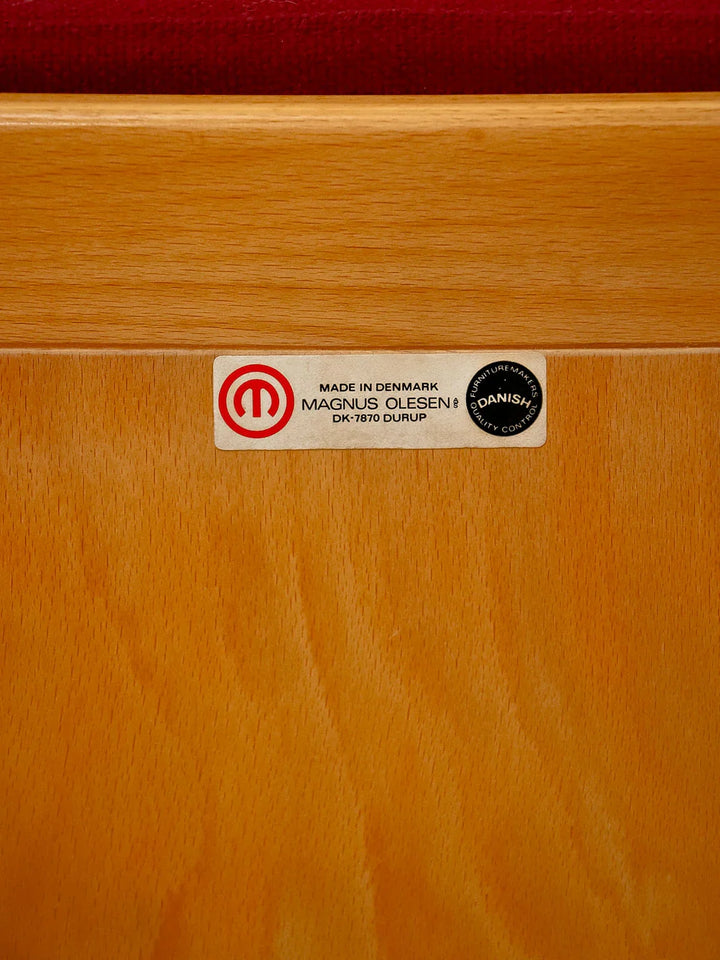 MADE IN DENMARK
MAGNUS OLESEN
DK-7870 DURUP
FURNITUREMAKERS
DANISH
QUALITY CONTROL